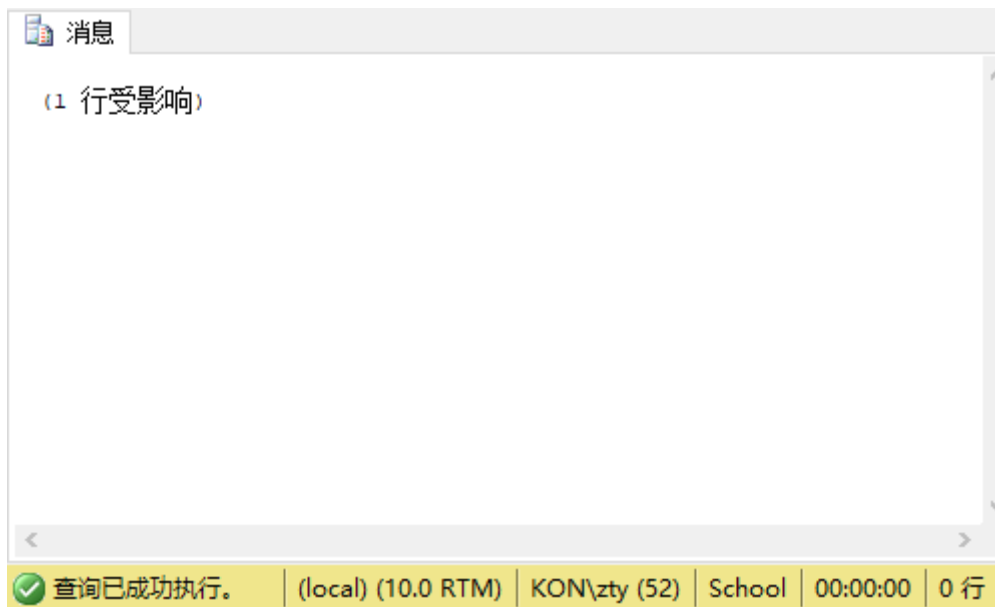 消息
(1 行受影响)
查询已成功执行。 (local) (10.0 RTM) KON\zty (52) School 00:00:00 0 行